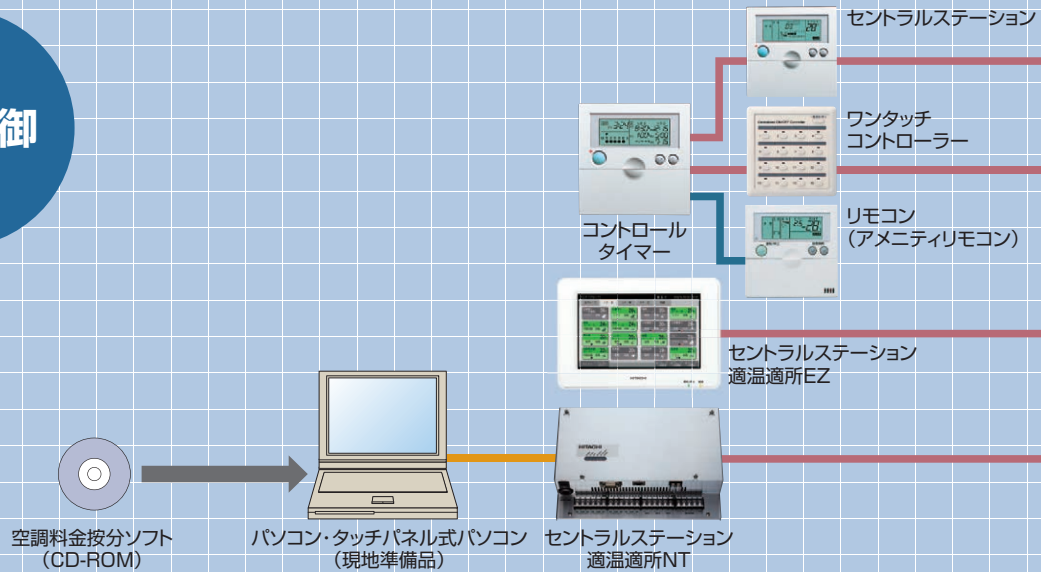 御
セントラルステーション
ワンタッチ
コントローラー
リモコン
（アメニティリモコン）
コントロール
タイマー
HITACHI
セントラルステーション
適温適所EZ
HITACHI
空調料金按分ソフト
（CD-ROM）
パソコン・タッチパネル式パソコン
（現地準備品）
セントラルステーション
適温適所NT